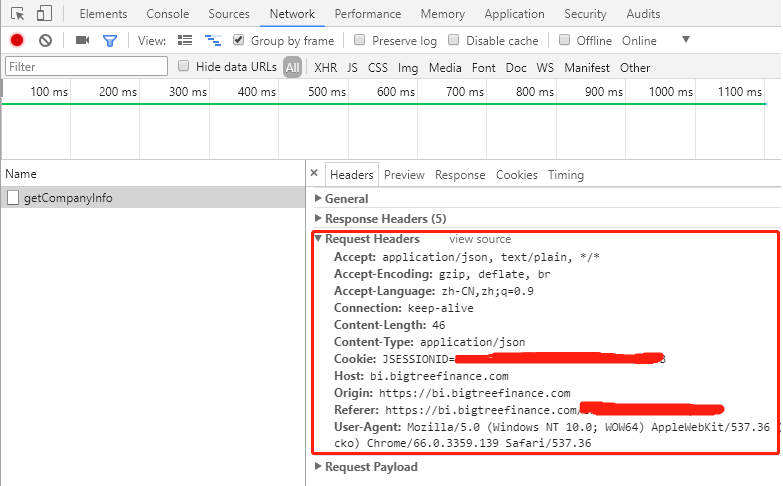 Elements Console Sources Network Performance Memory Application Security Audits
View: Group by frame Preserve log Disable cache Offline Online
Filter Hide data URLs All XHR JS CSS Img Media Font Doc WS Manifest Other
100 ms 200 ms 300 ms 400 ms 500 ms 600 ms 700 ms 800 ms 900 ms 1000 ms 1100 ms
Name
getCompanyInfo
× Headers Preview Response Cookies Timing
General
Response Headers (5)
Request Headers view source
Accept: application/json, text/plain, */*
Accept-Encoding: gzip, deflate, br
Accept-Language: zh-CN,zh;q=0.9
Connection: keep-alive
Content-Length: 46
Content-Type: application/json
Cookie: JSESSIONID=
Host: bi.bigtreefinance.com
Origin: https://bi.bigtreefinance.com
Referer: https://bi.bigtreefinance.com/
User-Agent: Mozilla/5.0 (Windows NT 10.0; WOW64) AppleWebKit/537.36 (
cko) Chrome/66.0.3359.139 Safari/537.36
Request Payload